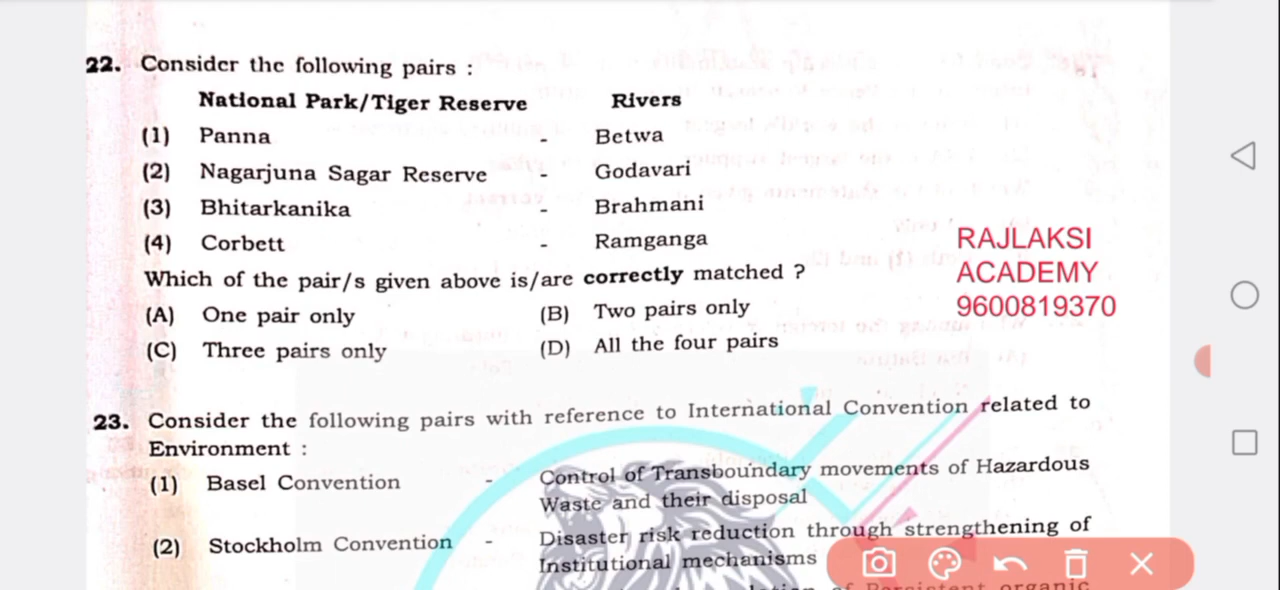 22. Consider the following pairs :
National Park/Tiger Reserve Rivers
(1) Panna - Betwa
(2) Nagarjuna Sagar Reserve - Godavari
(3) Bhitarkanika - Brahmani
(4) Corbett - Ramganga
Which of the pair/s given above is/are correctly matched ?
(A) One pair only (B) Two pairs only
(C) Three pairs only (D) All the four pairs
RAJLAKSI
ACADEMY
9600819370
23. Consider the following pairs with reference to International Convention related to
Environment :
(1) Basel Convention - Control of Transboundary movements of Hazardous
Waste and their disposal
(2) Stockholm Convention - Disaster risk reduction through strengthening of
Institutional mechanisms
of Persistent organic